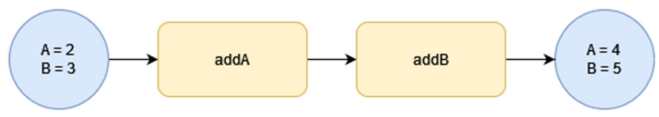 A = 2
B = 3
addA
addB
A = 4
B = 5